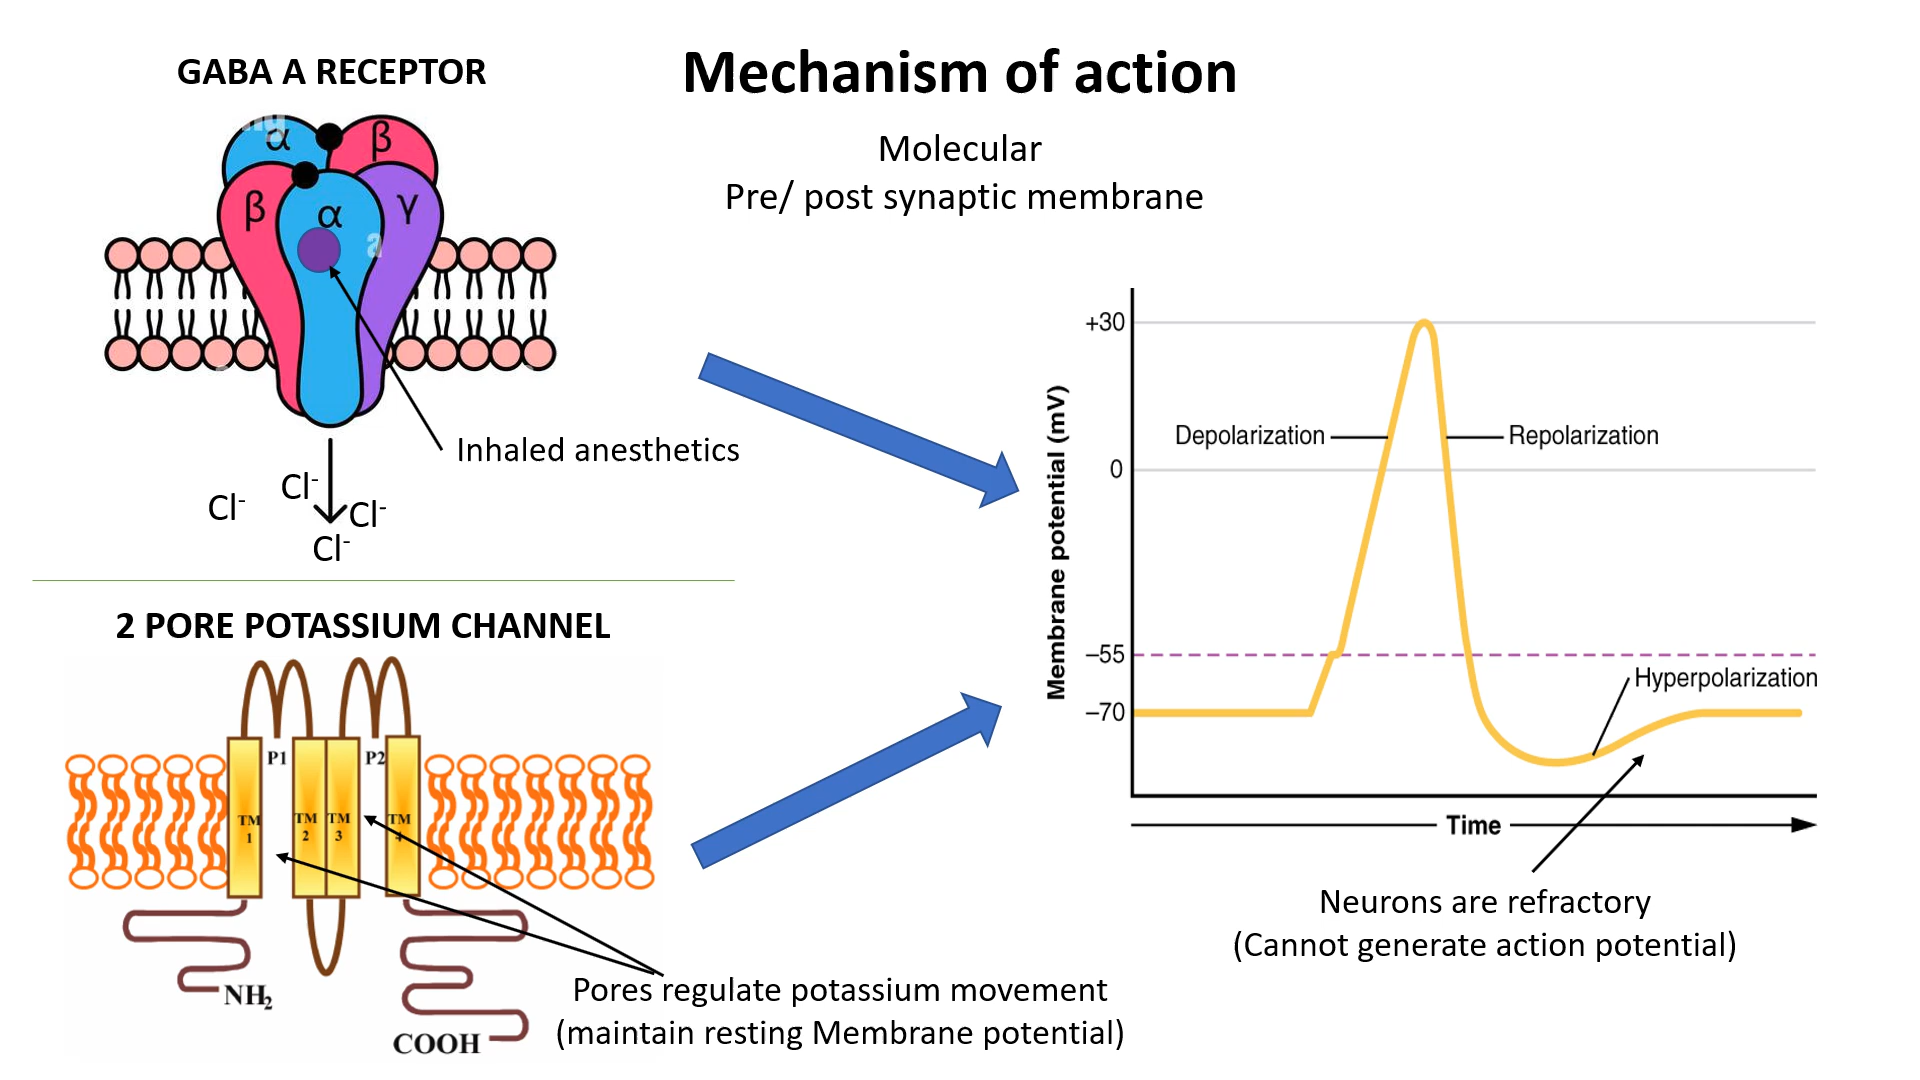 Mechanism of action
Molecular
Pre/ post synaptic membrane
GABA A RECEPTOR
α
β
β
α
γ
a
Inhaled anesthetics
Cl-
Cl-
Cl-
Cl-
2 PORE POTASSIUM CHANNEL
P1
P2
TM
1
TM
2
TM
3
TM
4
NH2
COOH
Pores regulate potassium movement
(maintain resting Membrane potential)
Membrane potential (mV)
+30
0
–55
–70
Depolarization
Repolarization
Hyperpolarization
Time
Neurons are refractory
(Cannot generate action potential)